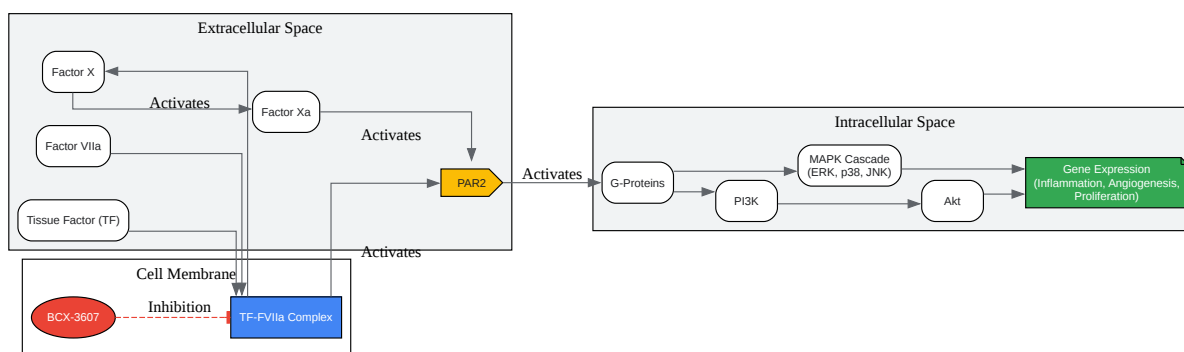 Extracellular Space
Factor X
Activates
Factor Xa
Factor VIIa
Activates
PAR2
Tissue Factor (TF)
Activates
Cell Membrane
BCX-3607
Inhibition
TF-FVIIa Complex
Activates
Intracellular Space
G-Proteins
MAPK Cascade
(ERK, p38, JNK)
PI3K
Akt
Gene Expression
(Inflammation, Angiogenesis,
Proliferation)